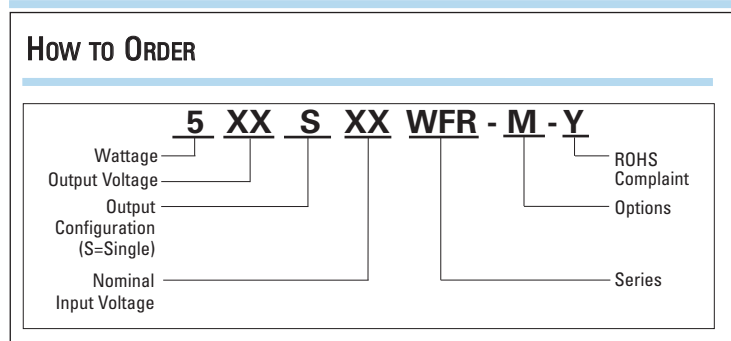 HOW TO ORDER
5 XX S XX WFR - M - Y
Wattage
Output Voltage
Output
Configuration
(S=Single)
Nominal
Input Voltage
ROHS
Complaint
Options
Series